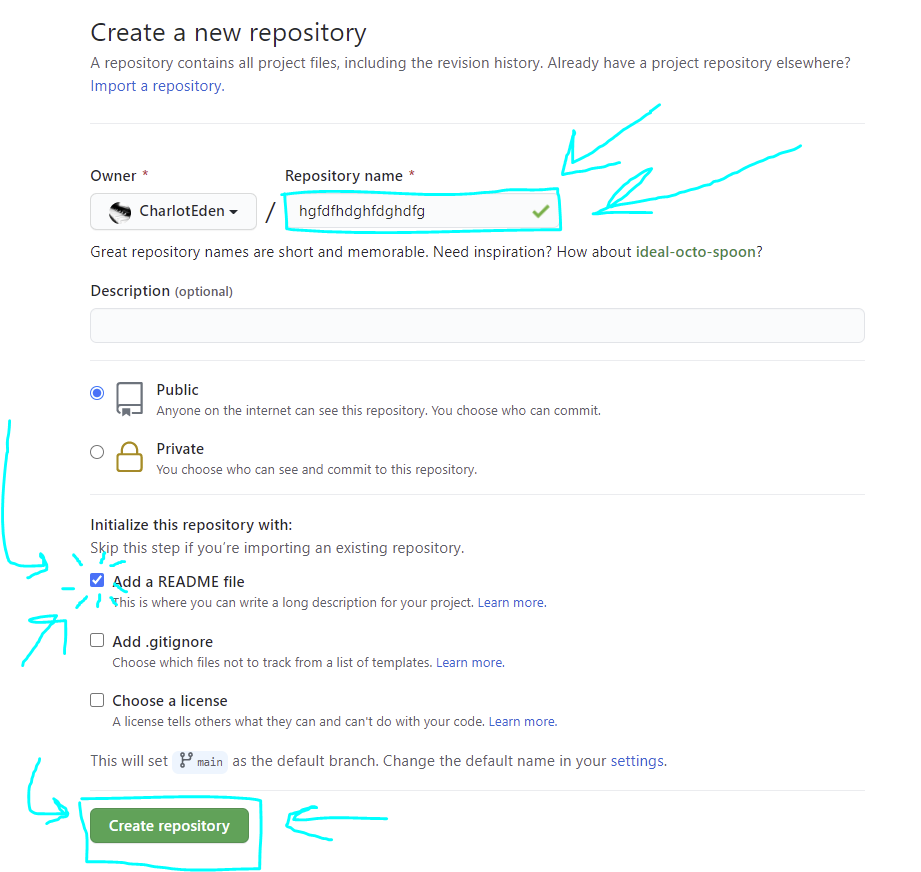 Create a new repository
A repository contains all project files, including the revision history. Already have a project repository elsewhere?
Import a repository.
Owner * Repository name *
CharlotEden / hgfdfhdghfdghdfg
Great repository names are short and memorable. Need inspiration? How about ideal-octo-spoon?
Description (optional)
Public
Anyone on the internet can see this repository. You choose who can commit.
Private
You choose who can see and commit to this repository.
Initialize this repository with:
Skip this step if you’re importing an existing repository.
Add a README file
This is where you can write a long description for your project. Learn more.
Add .gitignore
Choose which files not to track from a list of templates. Learn more.
Choose a license
A license tells others what they can and can't do with your code. Learn more.
This will set main as the default branch. Change the default name in your settings.
Create repository